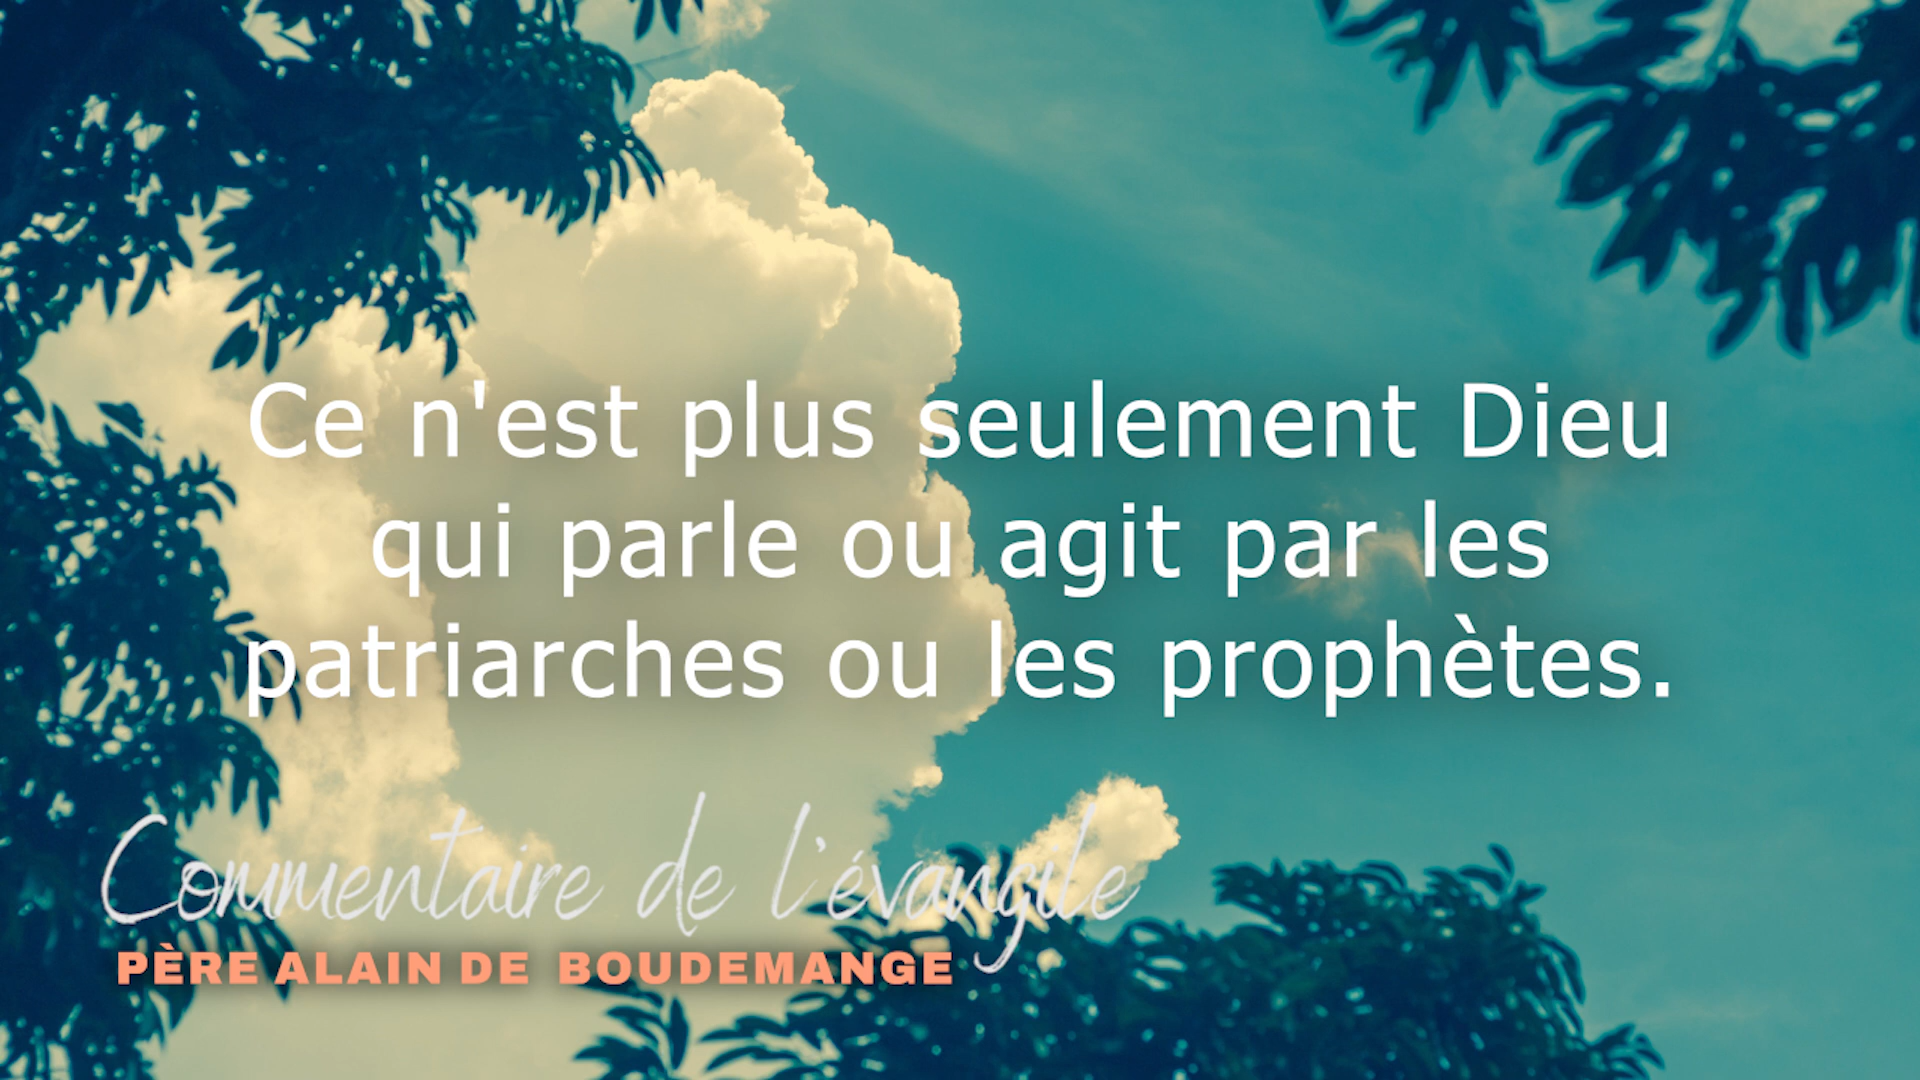 Ce n'est plus seulement Dieu
qui parle ou agit par les
patriarches ou les prophètes.
Commentaire de l'évangile
PÈRE ALAIN DE BOUDEMANGE